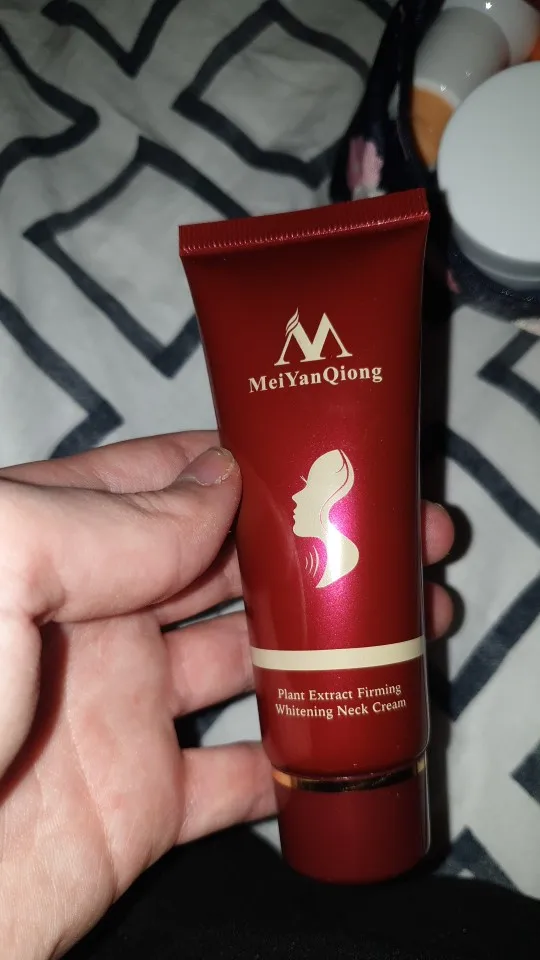 MeiYanQiong
Plant Extract Firming
Whitening Neck Cream